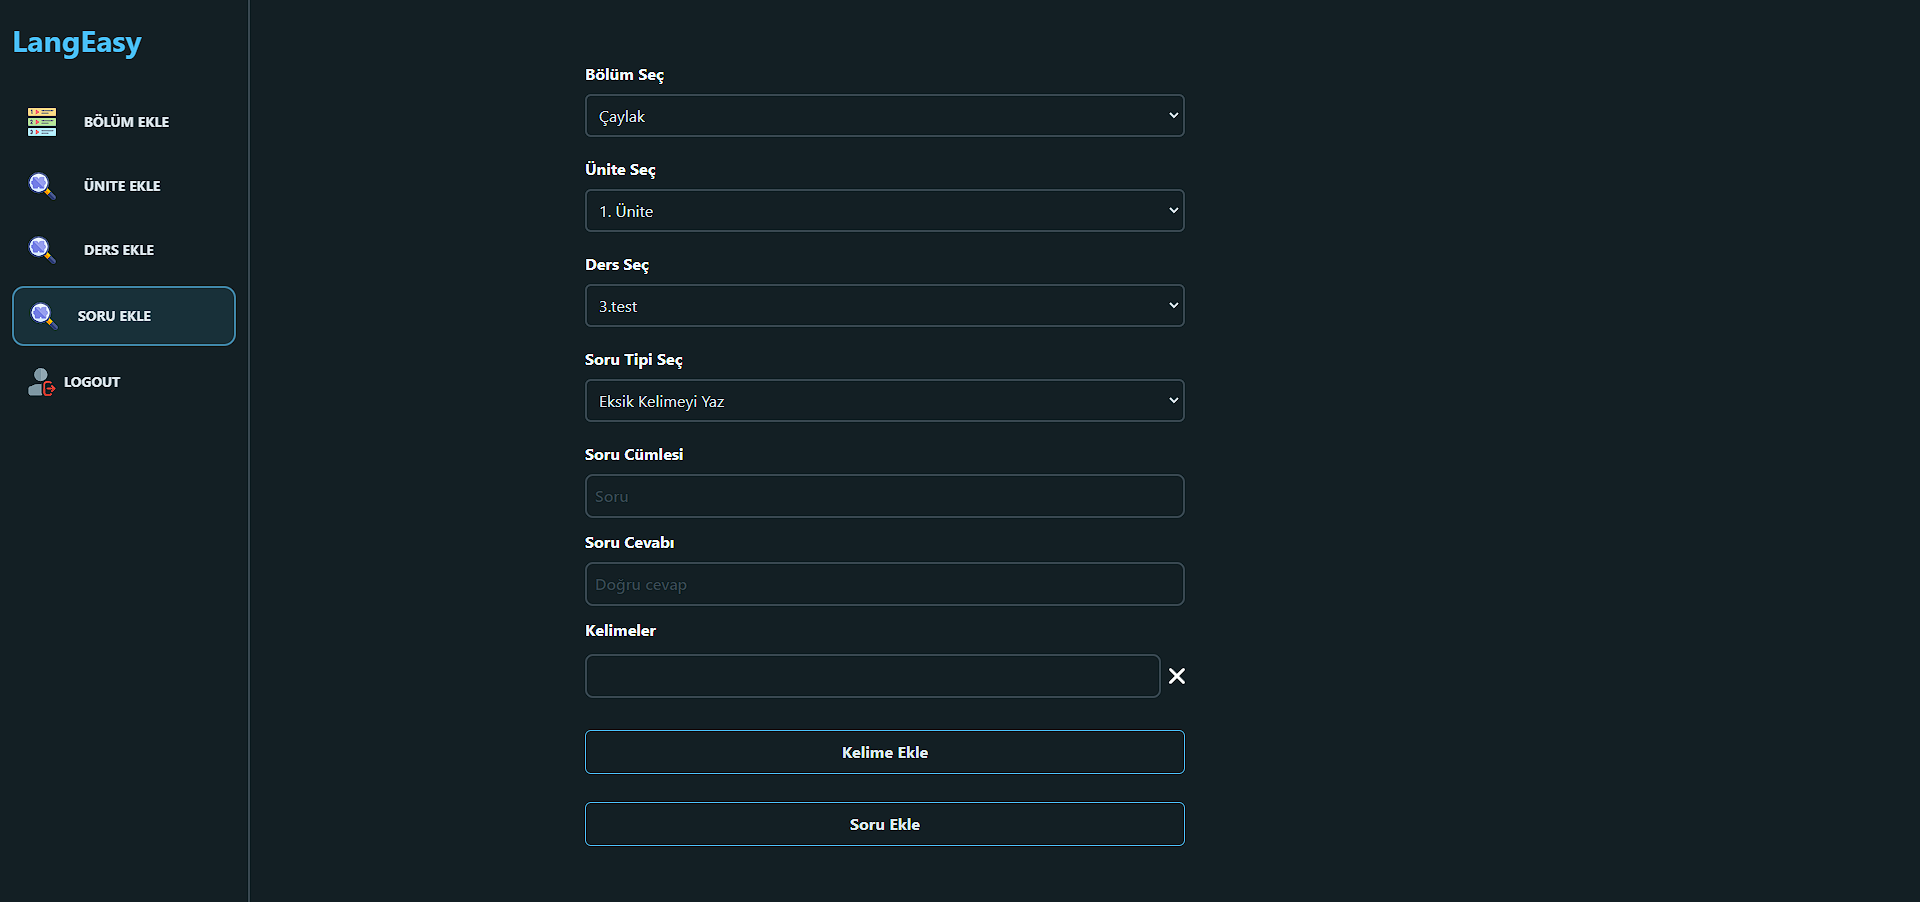 LangEasy
BÖLÜM EKLE
ÜNITE EKLE
DERS EKLE
SORU EKLE
LOGOUT
Bölüm Seç
Çaylak
Ünite Seç
1. Ünite
Ders Seç
3.test
Soru Tipi Seç
Eksik Kelimeyi Yaz
Soru Cümlesi
Soru
Soru Cevabı
Doğru cevap
Kelimeler
Kelime Ekle
Soru Ekle